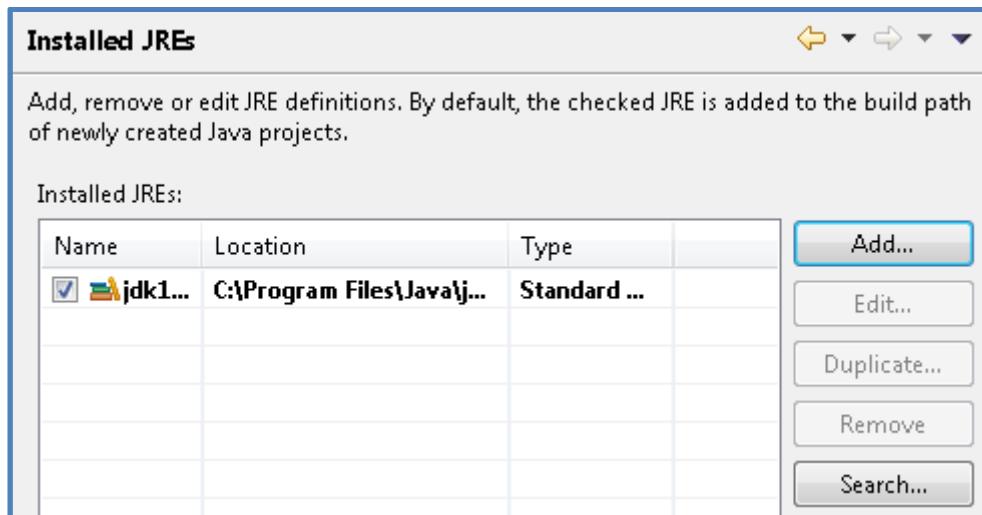 Installed JREs
Add, remove or edit JRE definitions. By default, the checked JRE is added to the build path
of newly created Java projects.
Installed JREs:
Name Location Type
jdk1... C:\Program Files\Java\j... Standard ...
Add...
Edit...
Duplicate...
Remove
Search...